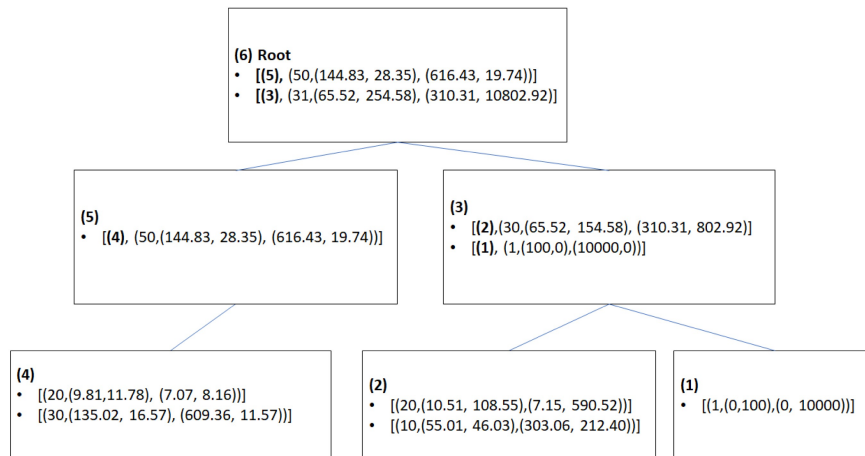 (6) Root
• [(5), (50,(144.83, 28.35), (616.43, 19.74))]
• [(3), (31,(65.52, 254.58), (310.31, 10802.92)]
(5)
• [(4), (50,(144.83, 28.35), (616.43, 19.74))]
(3)
• [(2),(30,(65.52, 154.58), (310.31, 802.92)]
• [(1), (1,(100,0),(10000,0))]
(4)
• [(20,(9.81,11.78), (7.07, 8.16))]
• [(30,(135.02, 16.57), (609.36, 11.57))]
(2)
• [(20,(10.51, 108.55),(7.15, 590.52))]
• [(10,(55.01, 46.03),(303.06, 212.40))]
(1)
• [(1,(0,100),(0, 10000))]